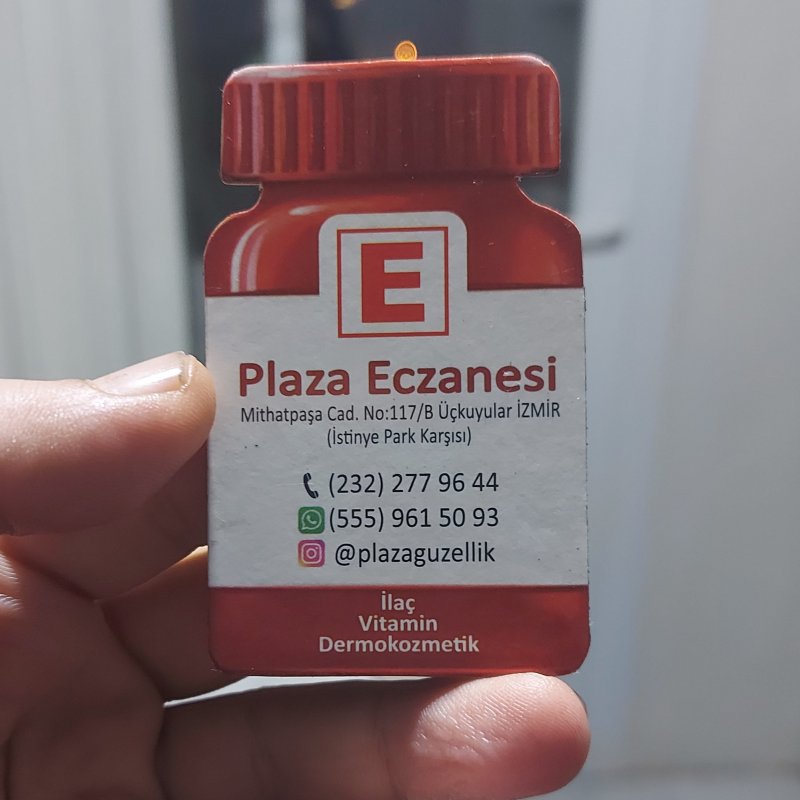 E
Plaza Eczanesi
Mithatpaşa Cad. No:117/B Üçkuyular İZMİR
(İstinye Park Karşısı)
(232) 277 96 44
(555) 961 50 93
@plazaguzellik
İlaç
Vitamin
Dermokozmetik